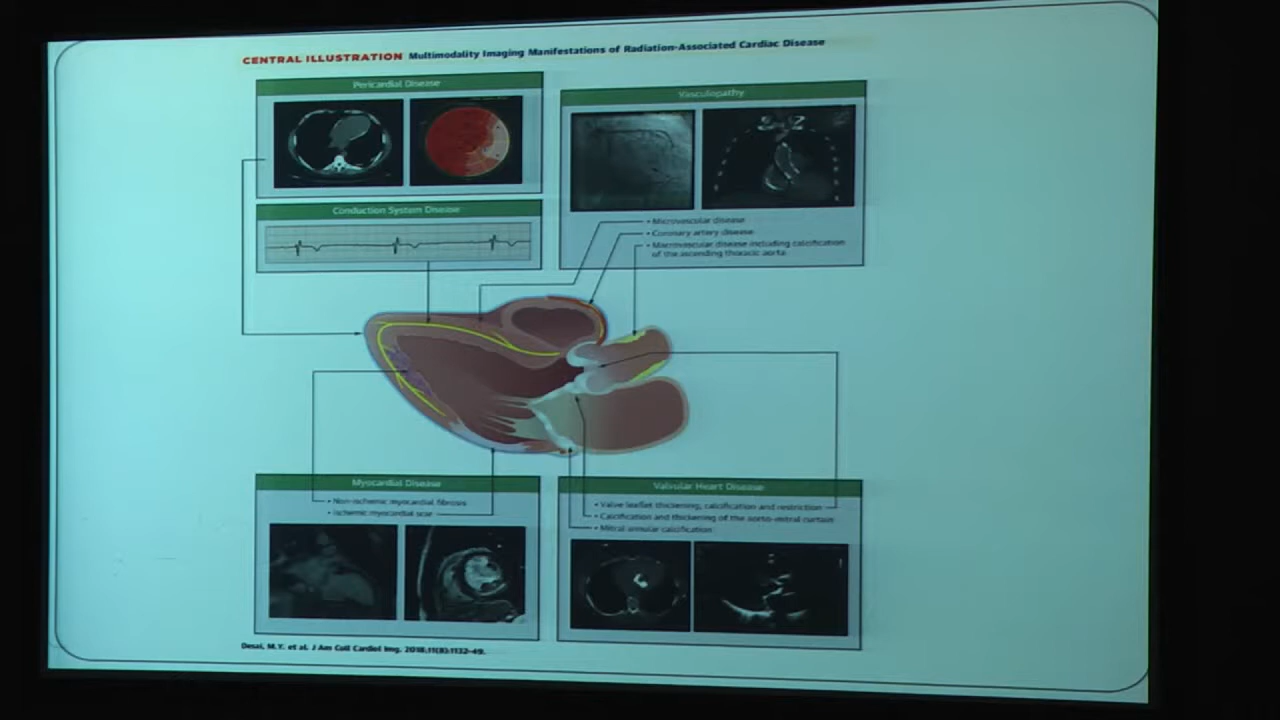 CENTRAL ILLUSTRATION Multimodality Imaging Manifestations of Radiation-Associated Cardiac Disease
Pericardial Disease
Vasculopathy
• Microvascular disease
• Coronary artery disease
• Macrovascular disease including calcification
of the ascending thoracic aorta
Conduction System Disease
Myocardial Disease
• Non-ischemic myocardial fibrosis
• Ischemic myocardial scar
Valvular Heart Disease
• Valve leaflet thickening, calcification and restriction
• Calcification and thickening of the aorto-mitral curtain
• Mitral annular calcification
Desai, M.Y. et al. J Am Coll Cardiol Img. 2018;11(8):1132-49.